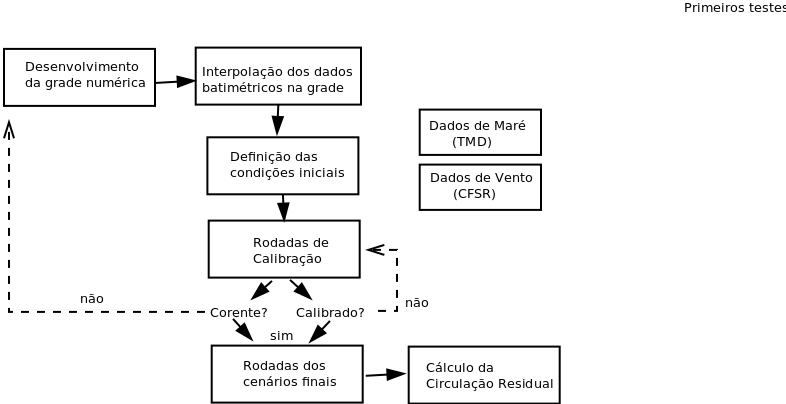 Primeiros testes
Desenvolvimento
da grade numérica
Interpolação dos dados
batimétricos na grade
Dados de Maré
(TMD)
Definição das
condições iniciais
Dados de Vento
(CFSR)
Rodadas de
Calibração
não
não
Corente?
Calibrado?
sim
Rodadas dos
cenários finais
Cálculo da
Circulação Residual